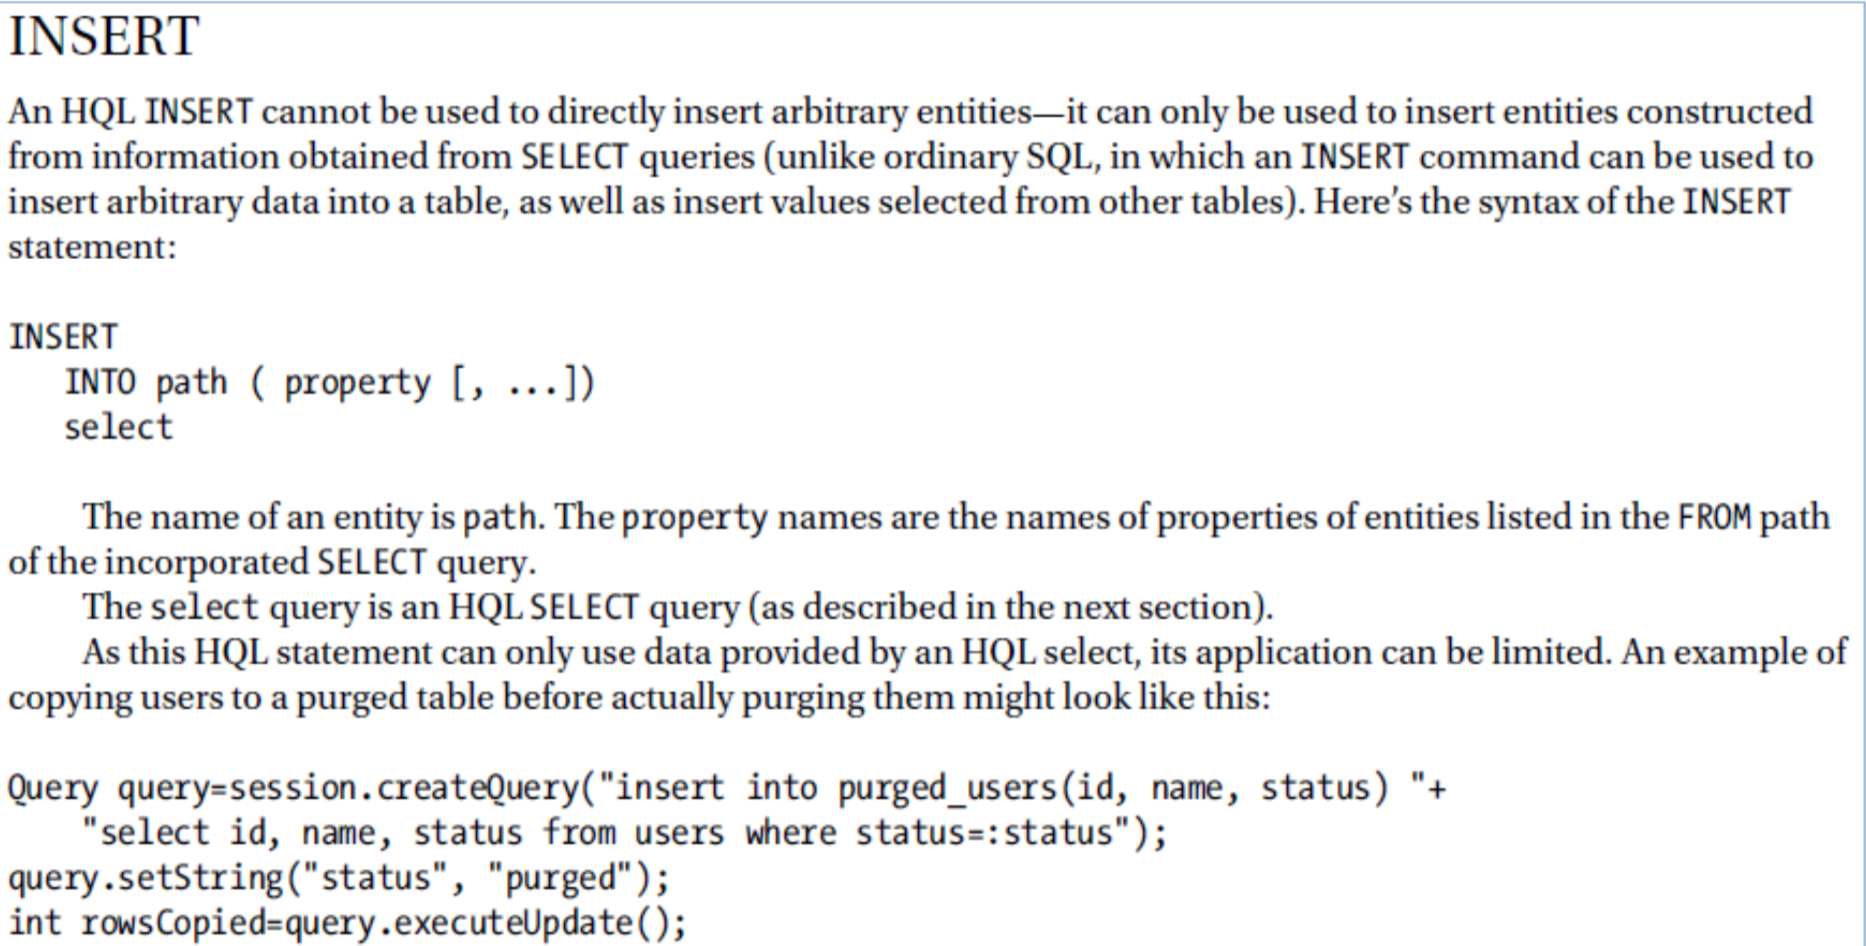 INSERT
An HQL INSERT cannot be used to directly insert arbitrary entities—it can only be used to insert entities constructed
from information obtained from SELECT queries (unlike ordinary SQL, in which an INSERT command can be used to
insert arbitrary data into a table, as well as insert values selected from other tables). Here’s the syntax of the INSERT
statement:
INSERT
INTO path ( property [, ...])
select
The name of an entity is path. The property names are the names of properties of entities listed in the FROM path
of the incorporated SELECT query.
The select query is an HQL SELECT query (as described in the next section).
As this HQL statement can only use data provided by an HQL select, its application can be limited. An example of
copying users to a purged table before actually purging them might look like this:
Query query=session.createQuery("insert into purged_users(id, name, status) "+
"select id, name, status from users where status=:status");
query.setString("status", "purged");
int rowsCopied=query.executeUpdate();